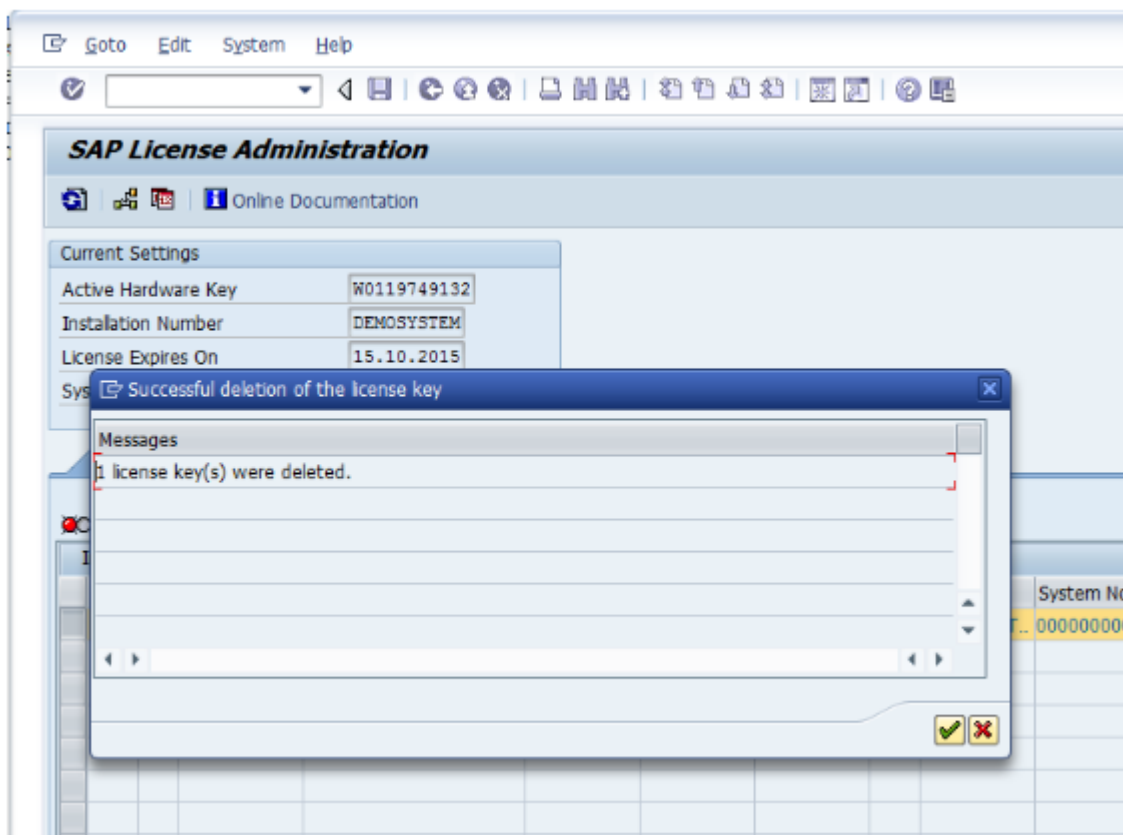 Goto Edit System Help
SAP License Administration
Online Documentation
Current Settings
Active Hardware Key W0119749132
Installation Number DEMOSYSTEM
License Expires On 15.10.2015
Sys
Successful deletion of the license key
Messages
1 license key(s) were deleted.
I
System No
T.. 000000000